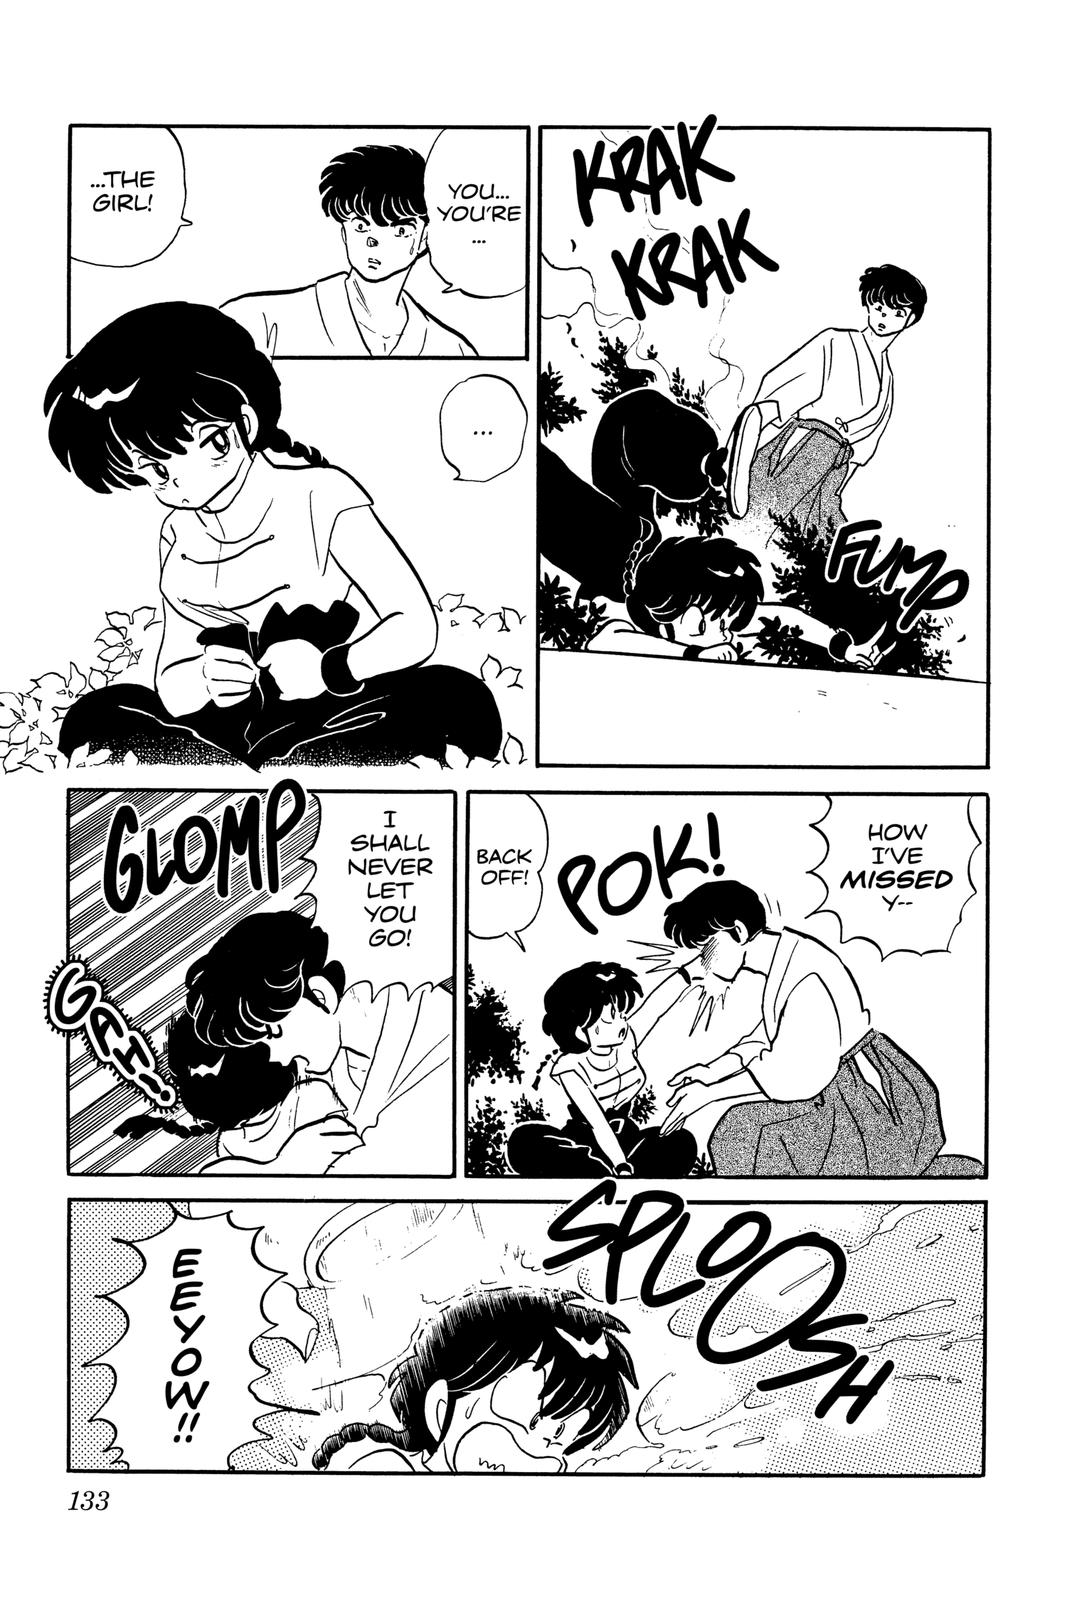 KRAK
KRAK
FUMP
YOU...
YOU'RE
...
...THE
GIRL!
...
HOW
I'VE
MISSED
Y--
POK!
BACK
OFF!
I
SHALL
NEVER
LET
YOU
GO!
GLOMP
GAH!!
SPLOOSH
EEYOW!!
133